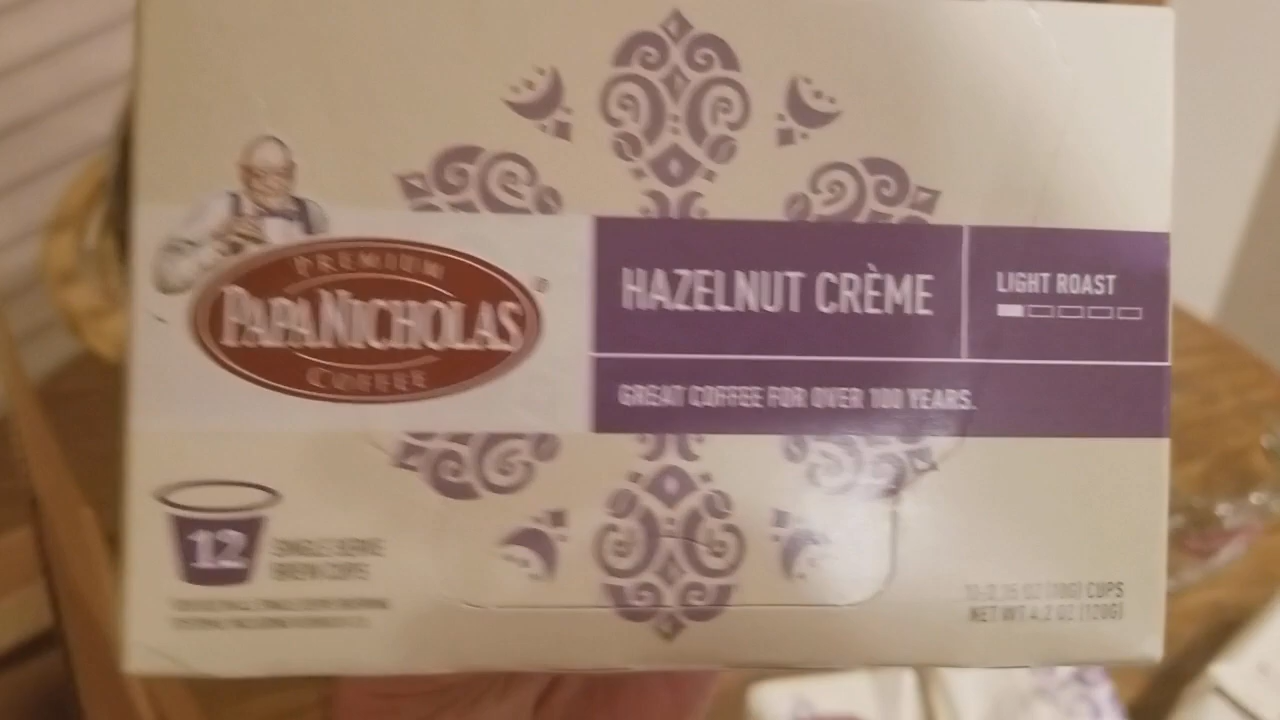 PREMIUM
PAPANICHOLAS
COFFEE
HAZELNUT CRÈME
LIGHT ROAST
GREAT COFFEE FOR OVER 100 YEARS.
12
SINGLE SERVE
BREW CUPS
CUPS
NET WT 4.2 OZ (120G)